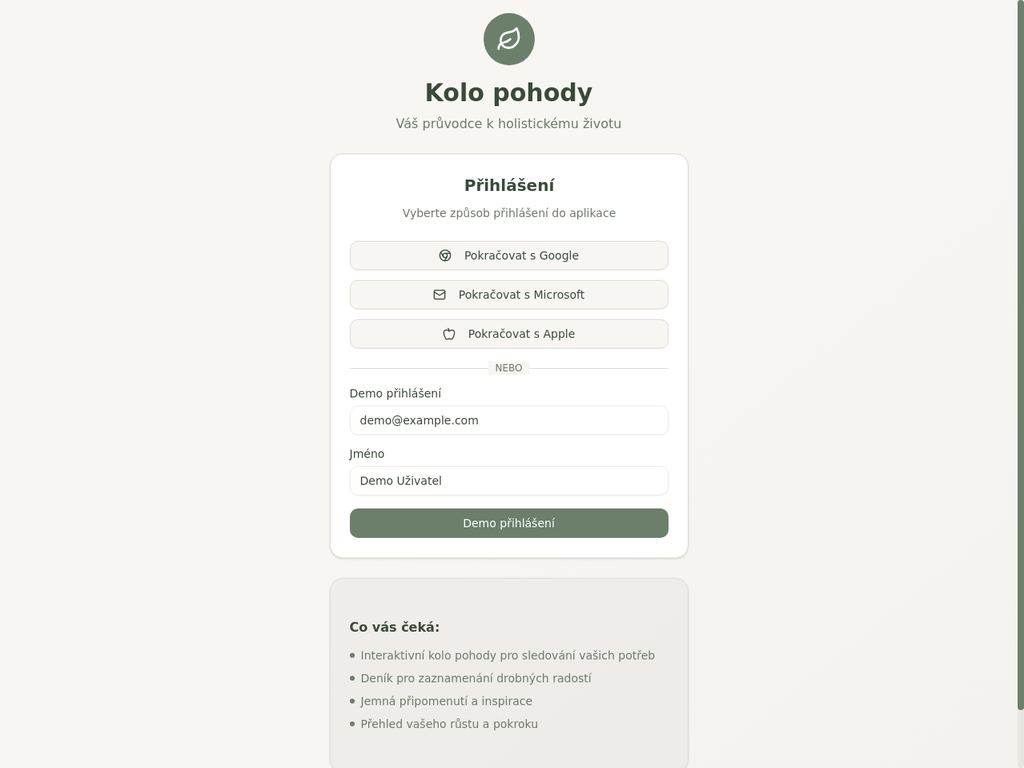 Kolo pohody
Váš průvodce k holistickému životu
Přihlášení
Vyberte způsob přihlášení do aplikace
Pokračovat s Google
Pokračovat s Microsoft
Pokračovat s Apple
NEBO
Demo přihlášení
demo@example.com
Jméno
Demo Uživatel
Demo přihlášení
Co vás čeká:
Interaktivní kolo pohody pro sledování vašich potřeb
Deník pro zaznamenání drobných radostí
Jemná připomenutí a inspirace
Přehled vašeho růstu a pokroku